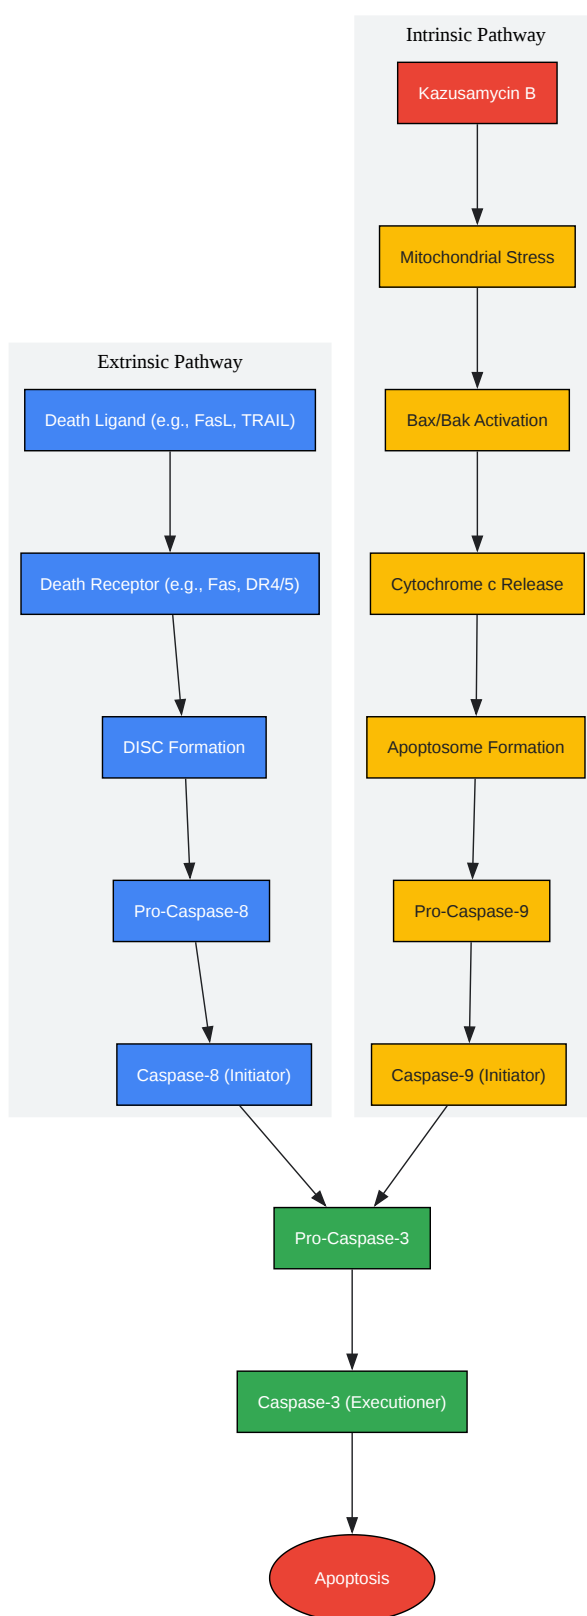 Intrinsic Pathway
Kazusamycin B
Mitochondrial Stress
Extrinsic Pathway
Death Ligand (e.g., FasL, TRAIL)
Bax/Bak Activation
Death Receptor (e.g., Fas, DR4/5)
Cytochrome c Release
DISC Formation
Apoptosome Formation
Pro-Caspase-8
Pro-Caspase-9
Caspase-8 (Initiator)
Caspase-9 (Initiator)
Pro-Caspase-3
Caspase-3 (Executioner)
Apoptosis